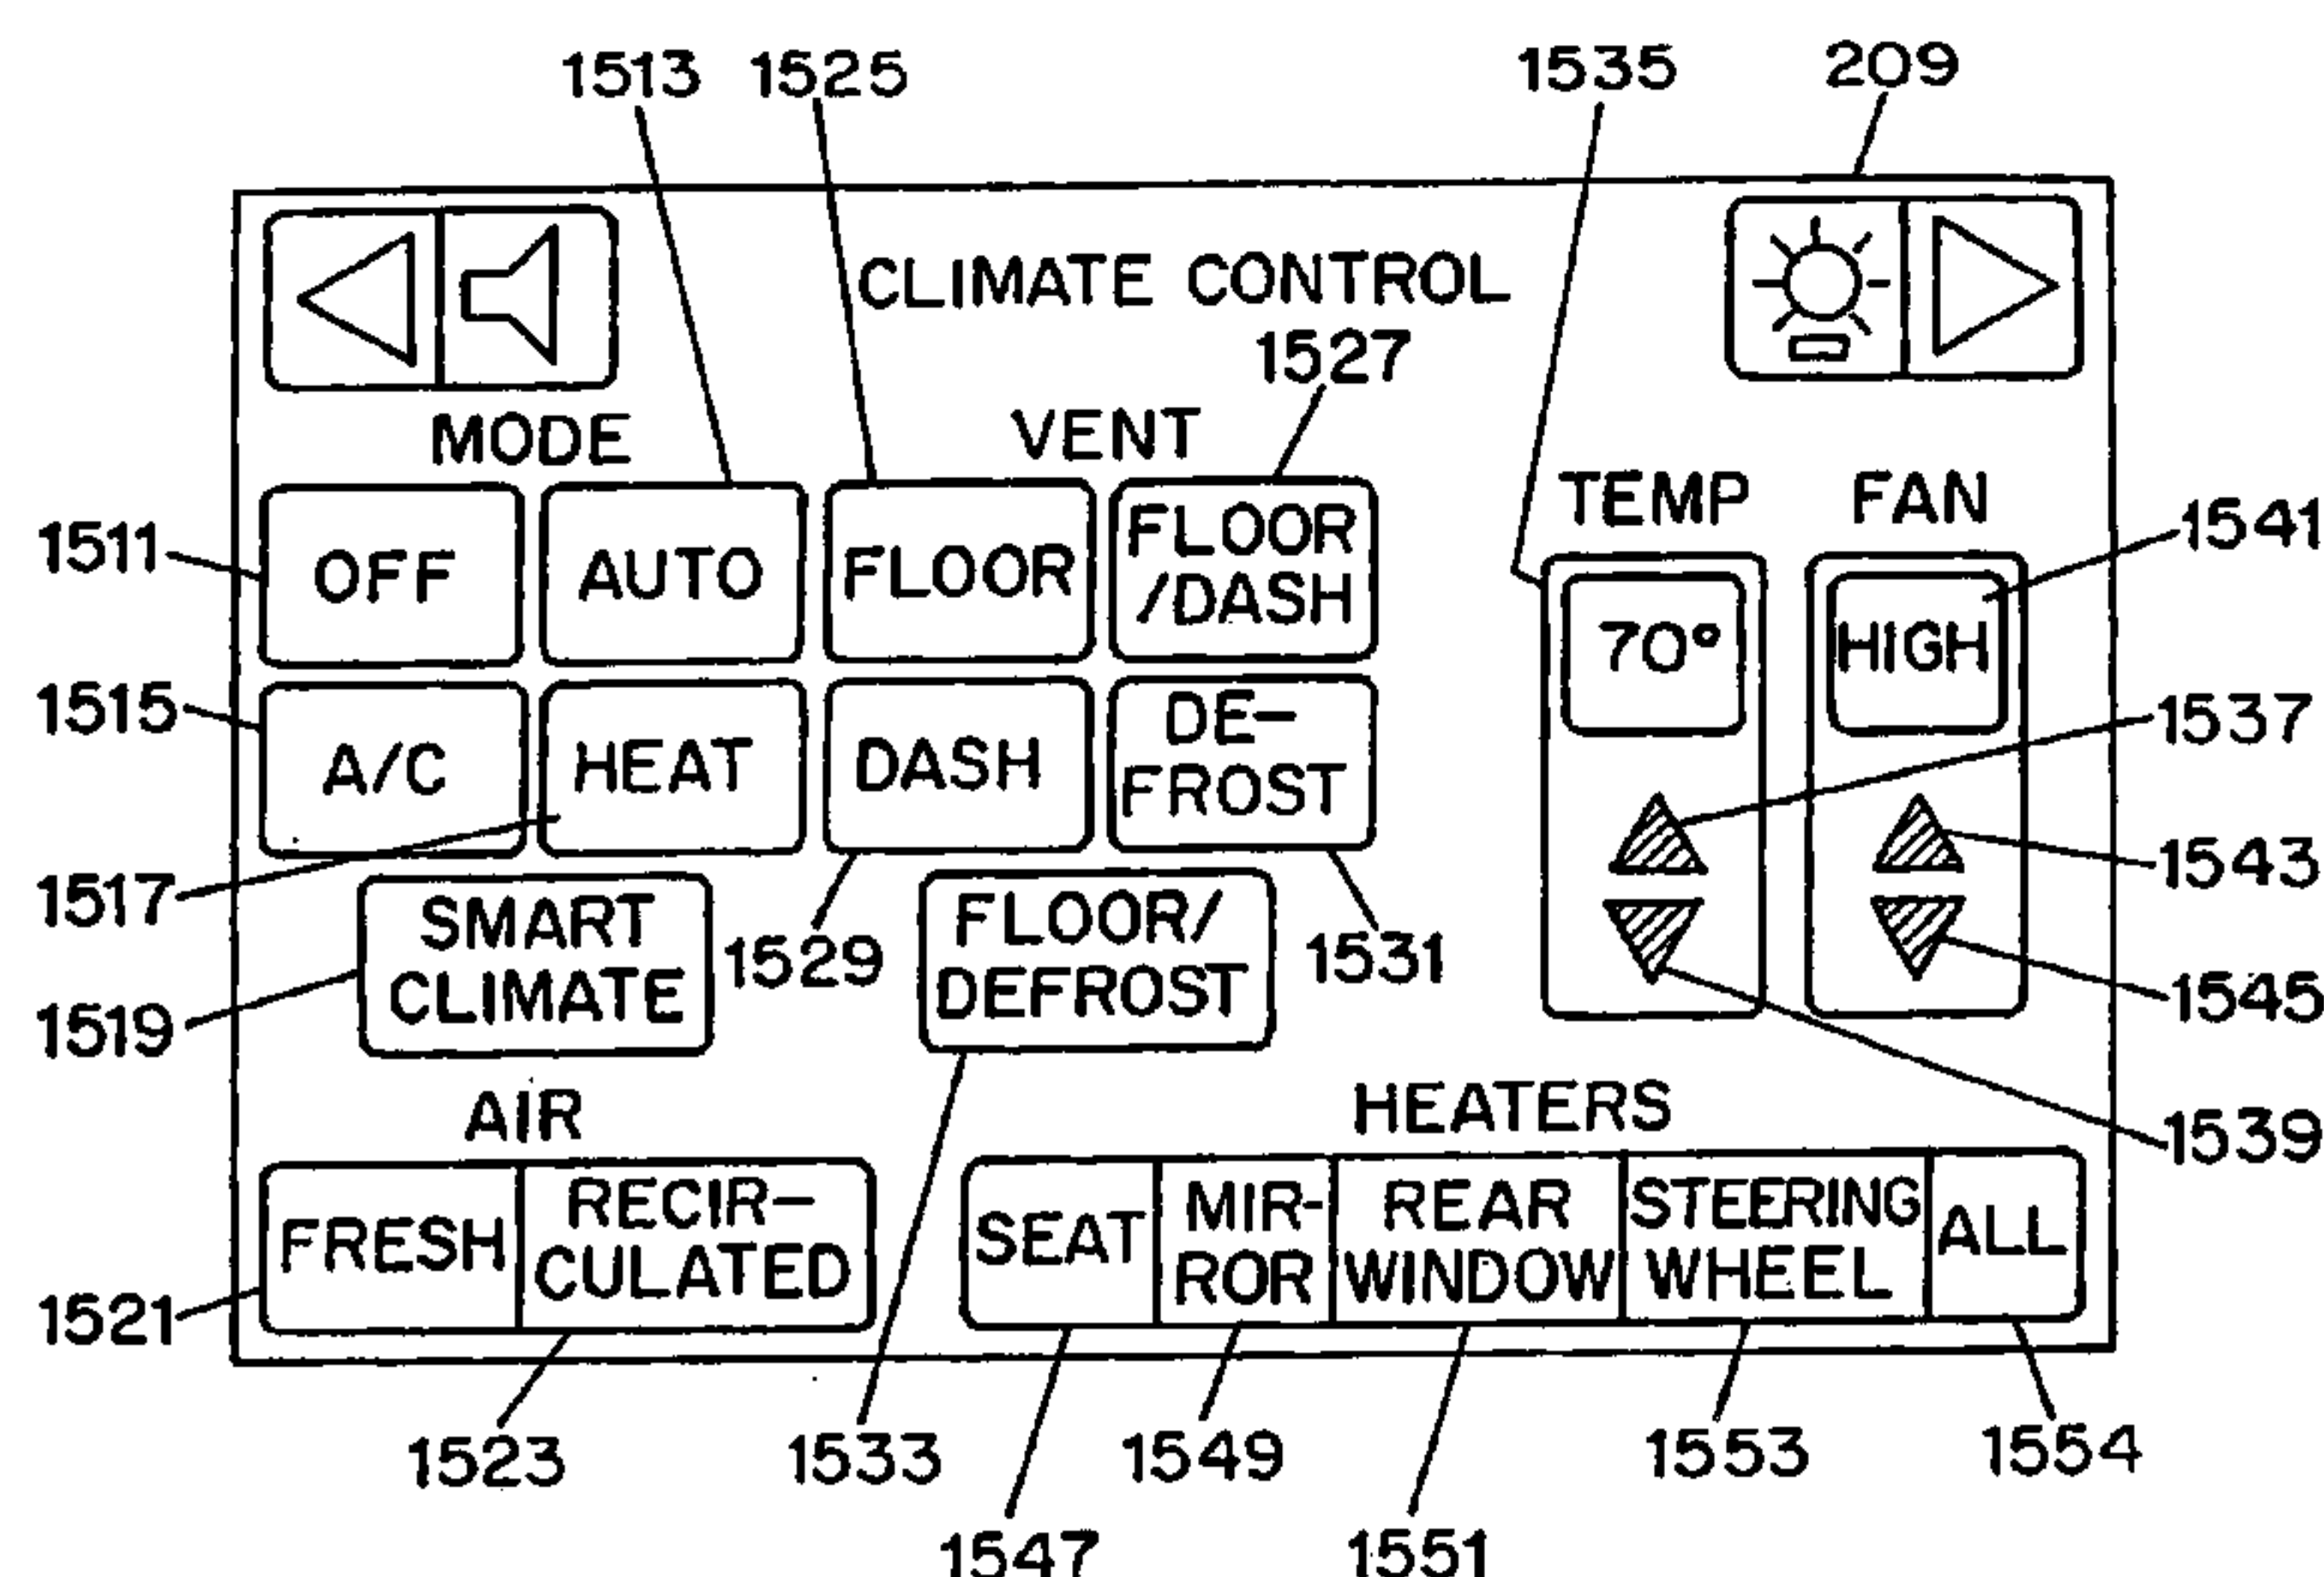 1513 1525 1535 209
CLIMATE CONTROL
1527
MODE VENT
TEMP FAN
1511 OFF AUTO FLOOR FLOOR
/DASH
70° HIGH 1541
1515 A/C HEAT DASH DE-
FROST
1537
1543
1517
SMART
CLIMATE
1529
FLOOR/
DEFROST
1531
1545
1519
AIR HEATERS
1539
FRESH RECIR-
CULATED
SEAT
MIR-
ROR
REAR
WINDOW
STEERING
WHEEL
ALL
1521
1523 1533 1549 1553 1554
1547 1551